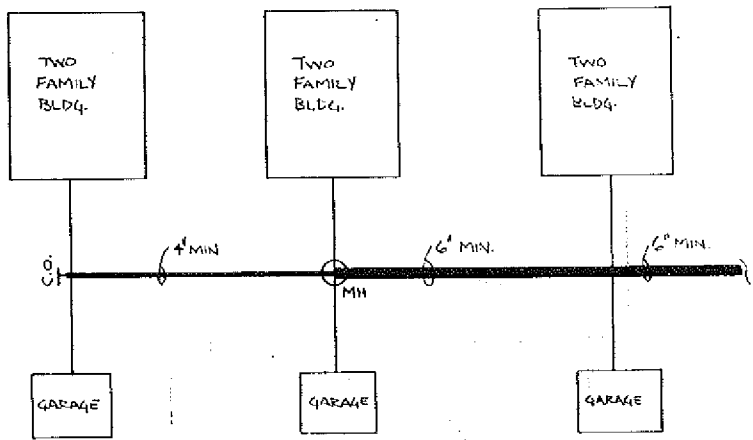 TWO
FAMILY
BLDG.
TWO
FAMILY
BLDG.
TWO
FAMILY
BLDG.
C.O.
4" MIN
6" MIN.
6" MIN.
MH
GARAGE
GARAGE
GARAGE